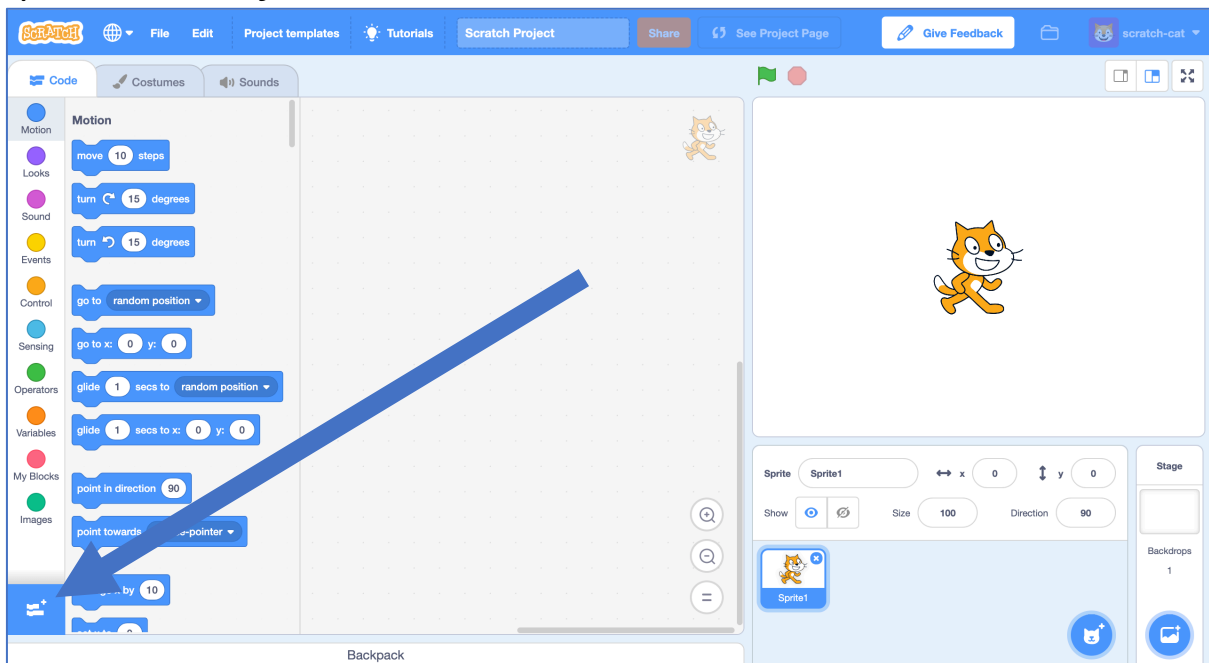 SCRATCH File Edit Project templates Tutorials Scratch Project Share See Project Page Give Feedback scratch-cat
Code Costumes Sounds
Motion
Looks
Sound
Events
Control
Sensing
Operators
Variables
My Blocks
Images
Motion
move 10 steps
turn 15 degrees
turn 15 degrees
go to random position
go to x: 0 y: 0
glide 1 secs to random position
glide 1 secs to x: 0 y: 0
point in direction 90
point towards -pointer
by 10
Backpack
Sprite Sprite1 x 0 y 0
Show Size 100 Direction 90
Sprite1
Stage
Backdrops
1